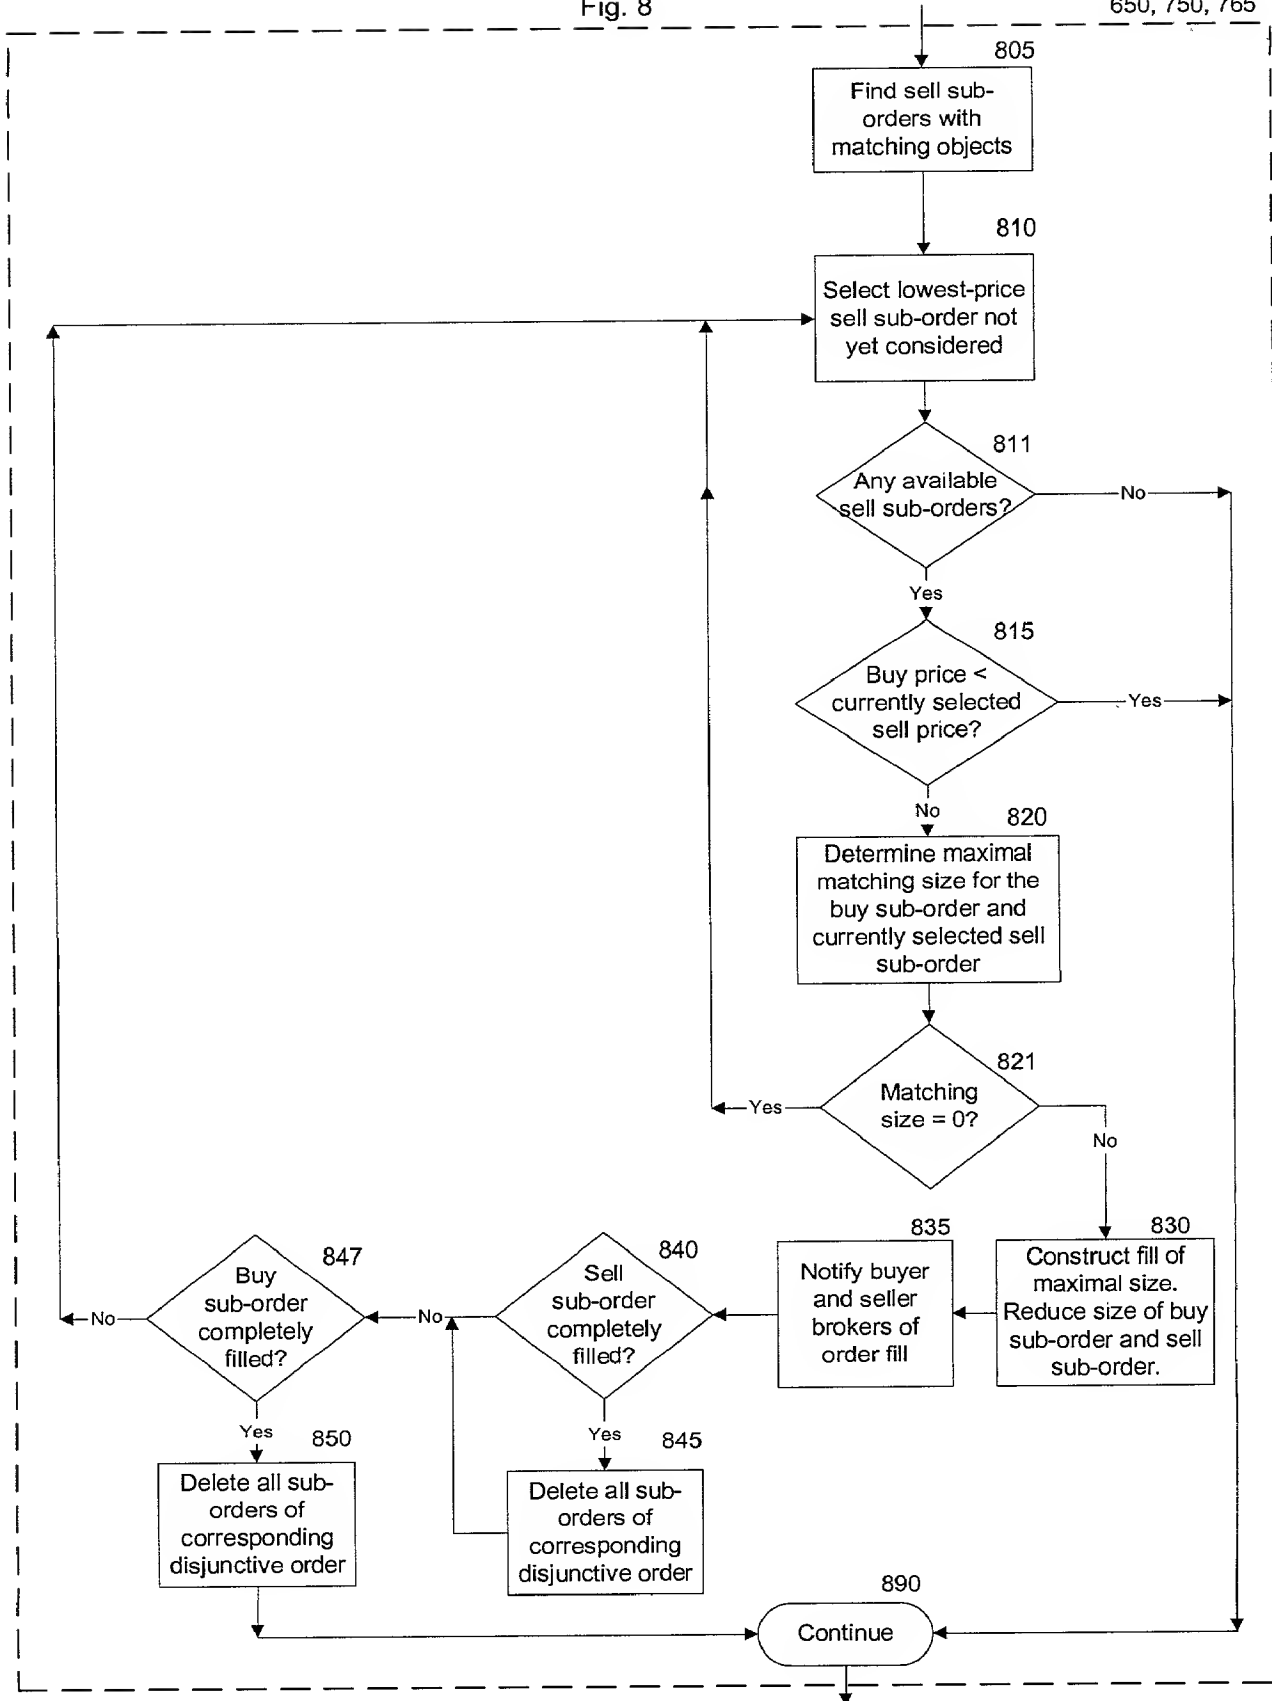 Fig. 8
650, 750, 765
805
Find sell sub-
orders with
matching objects
810
Select lowest-price
sell sub-order not
yet considered
811
Any available
sell sub-orders?
No
Yes
815
Buy price <
currently selected
sell price?
Yes
No
820
Determine maximal
matching size for the
buy sub-order and
currently selected sell
sub-order
821
Matching
size = 0?
Yes
No
830
Construct fill of
maximal size.
Reduce size of buy
sub-order and sell
sub-order.
835
Notify buyer
and seller
brokers of
order fill
840
Sell
sub-order
completely
filled?
No
Yes
845
Delete all sub-
orders of
corresponding
disjunctive order
847
Buy
sub-order
completely
filled?
No
Yes
850
Delete all sub-
orders of
corresponding
disjunctive order
890
Continue